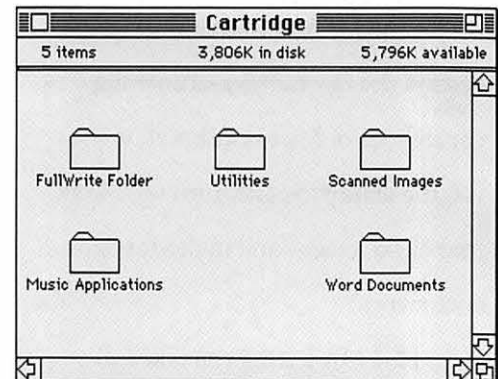 Cartridge
5 items 3,806K in disk 5,796K available
FullWrite Folder Utilities Scanned Images
Music Applications Word Documents